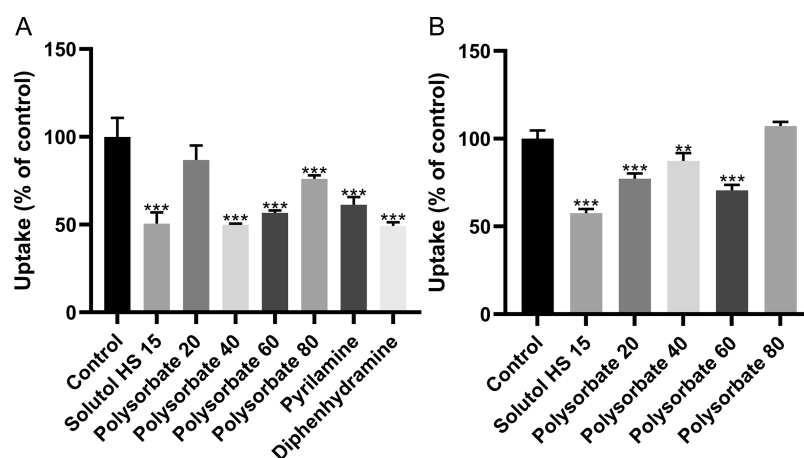 A
Uptake (% of control)
150
100
50
0
***
***
***
***
***
***
Control
Solutol HS 15
Polysorbate 20
Polysorbate 40
Polysorbate 60
Polysorbate 80
Pyrilamine
Diphenhydramine
B
Uptake (% of control)
150
100
50
0
***
***
**
***
Control
Solutol HS 15
Polysorbate 20
Polysorbate 40
Polysorbate 60
Polysorbate 80